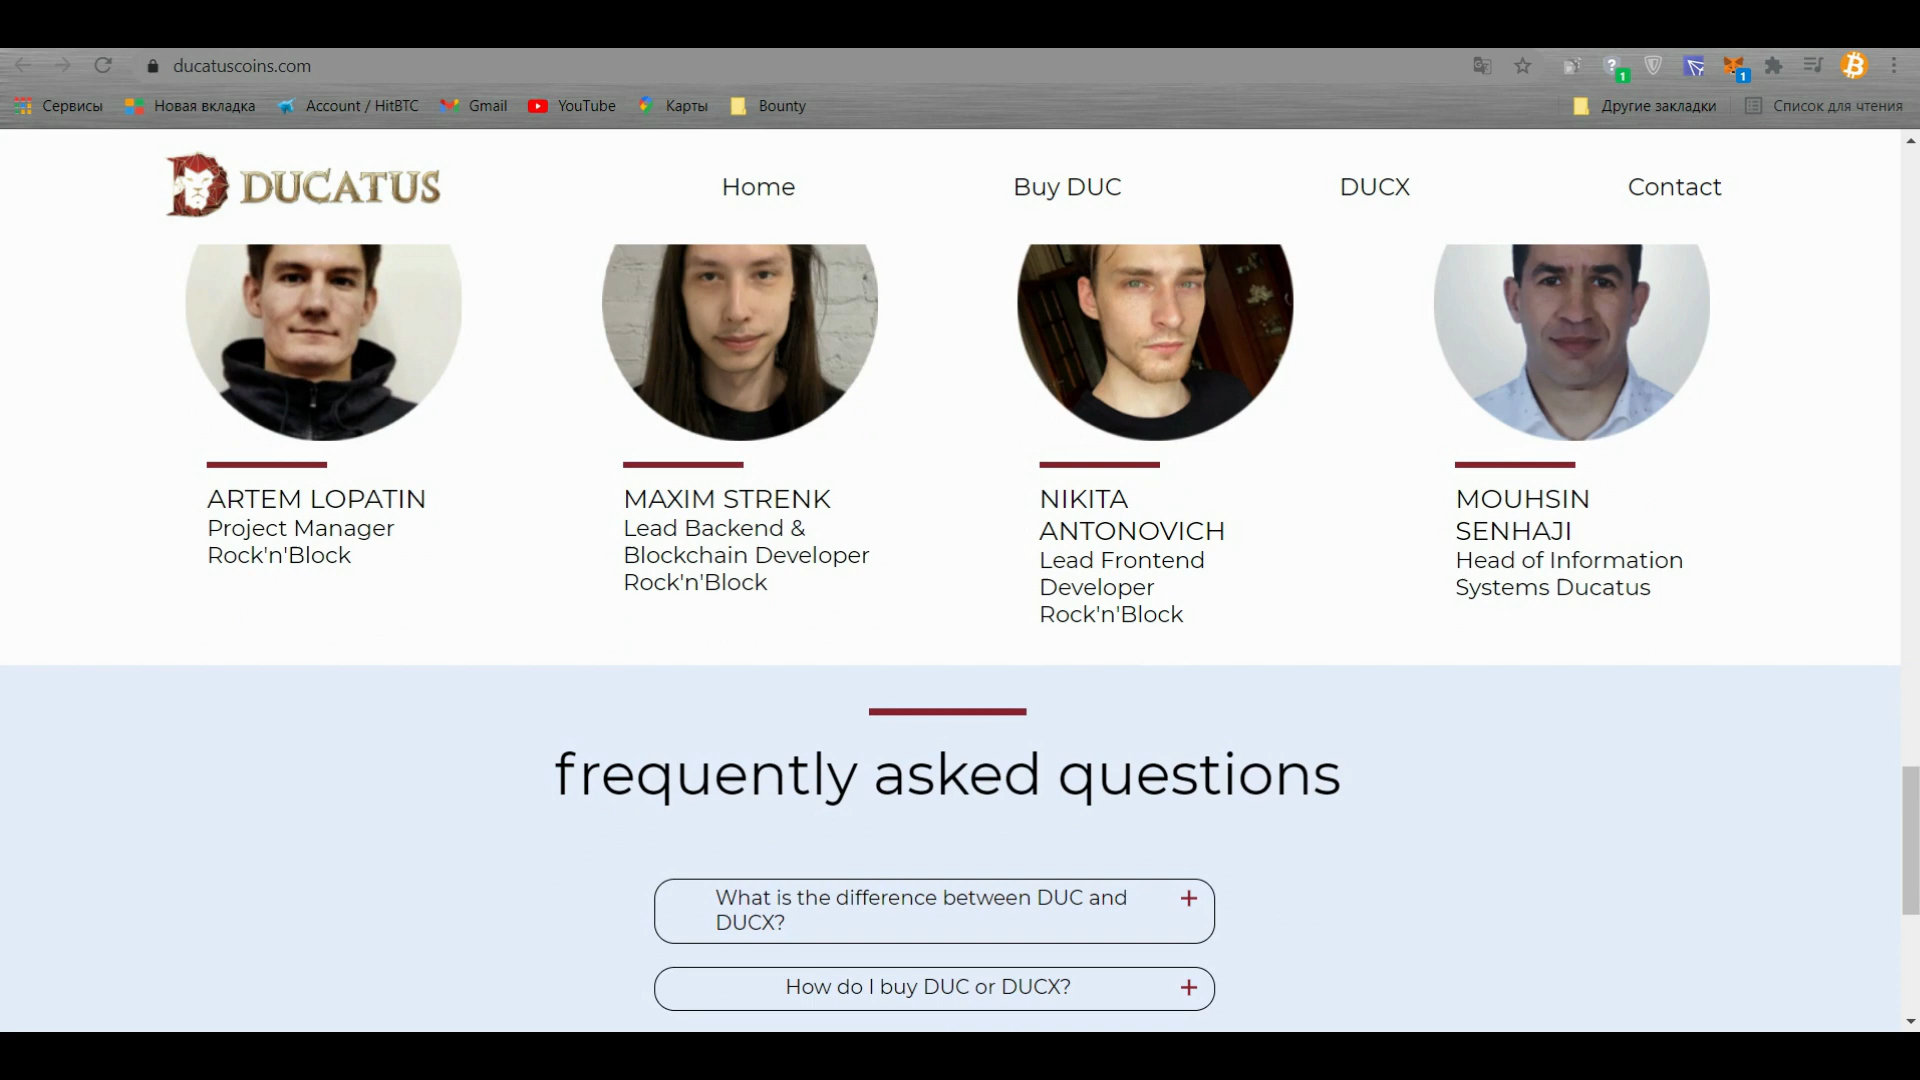 ducatuscoins.com
1
1
Сервисы
Новая вкладка
Account / HitBTC
Gmail
YouTube
Карты
Bounty
Другие закладки
Список для чтения
DUCATUS
Home
Buy DUC
DUCX
Contact
ARTEM LOPATIN
Project Manager
Rock'n'Block
MAXIM STRENK
Lead Backend &
Blockchain Developer
Rock'n'Block
NIKITA
ANTONOVICH
Lead Frontend
Developer
Rock'n'Block
MOUHSIN
SENHAJI
Head of Information
Systems Ducatus
frequently asked questions
What is the difference between DUC and
DUCX?
+
How do I buy DUC or DUCX?
+